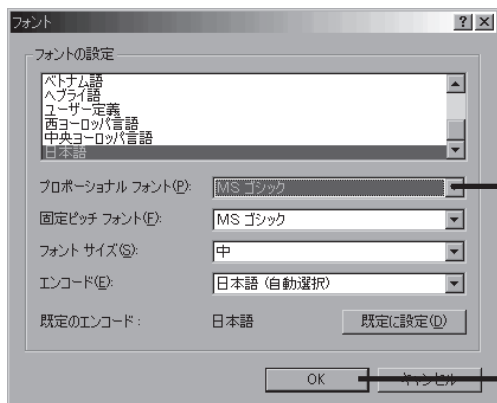 フォント
フォントの設定
ベトナム語
ヘブライ語
ユーザー定義
西ヨーロッパ言語
中央ヨーロッパ言語
日本語
プロポーショナル フォント(P): MS ゴシック
固定ピッチ フォント(F): MS ゴシック
フォント サイズ(S): 中
エンコード(E): 日本語 (自動選択)
既定のエンコード : 日本語 既定に設定(D)
OK キャンセル